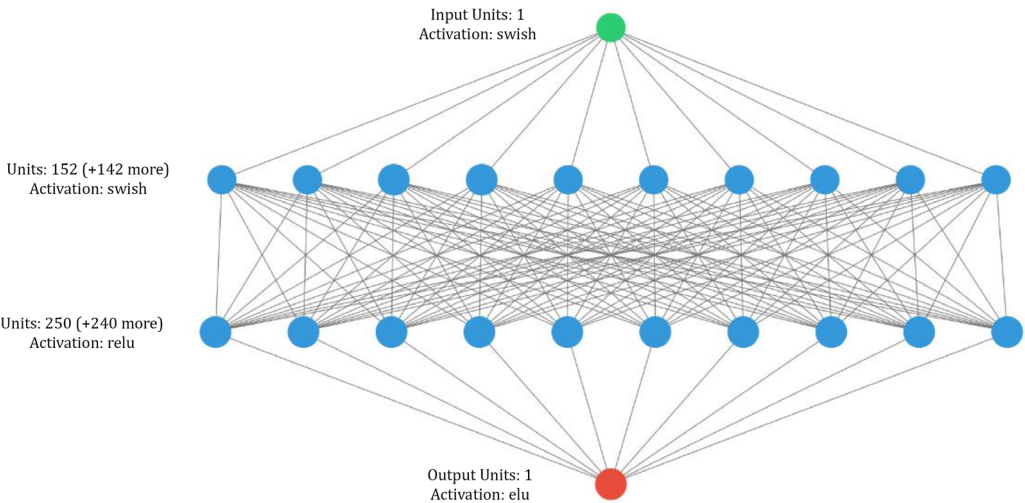 Input Units: 1
Activation: swish
Units: 152 (+142 more)
Activation: swish
Units: 250 (+240 more)
Activation: relu
Output Units: 1
Activation: elu